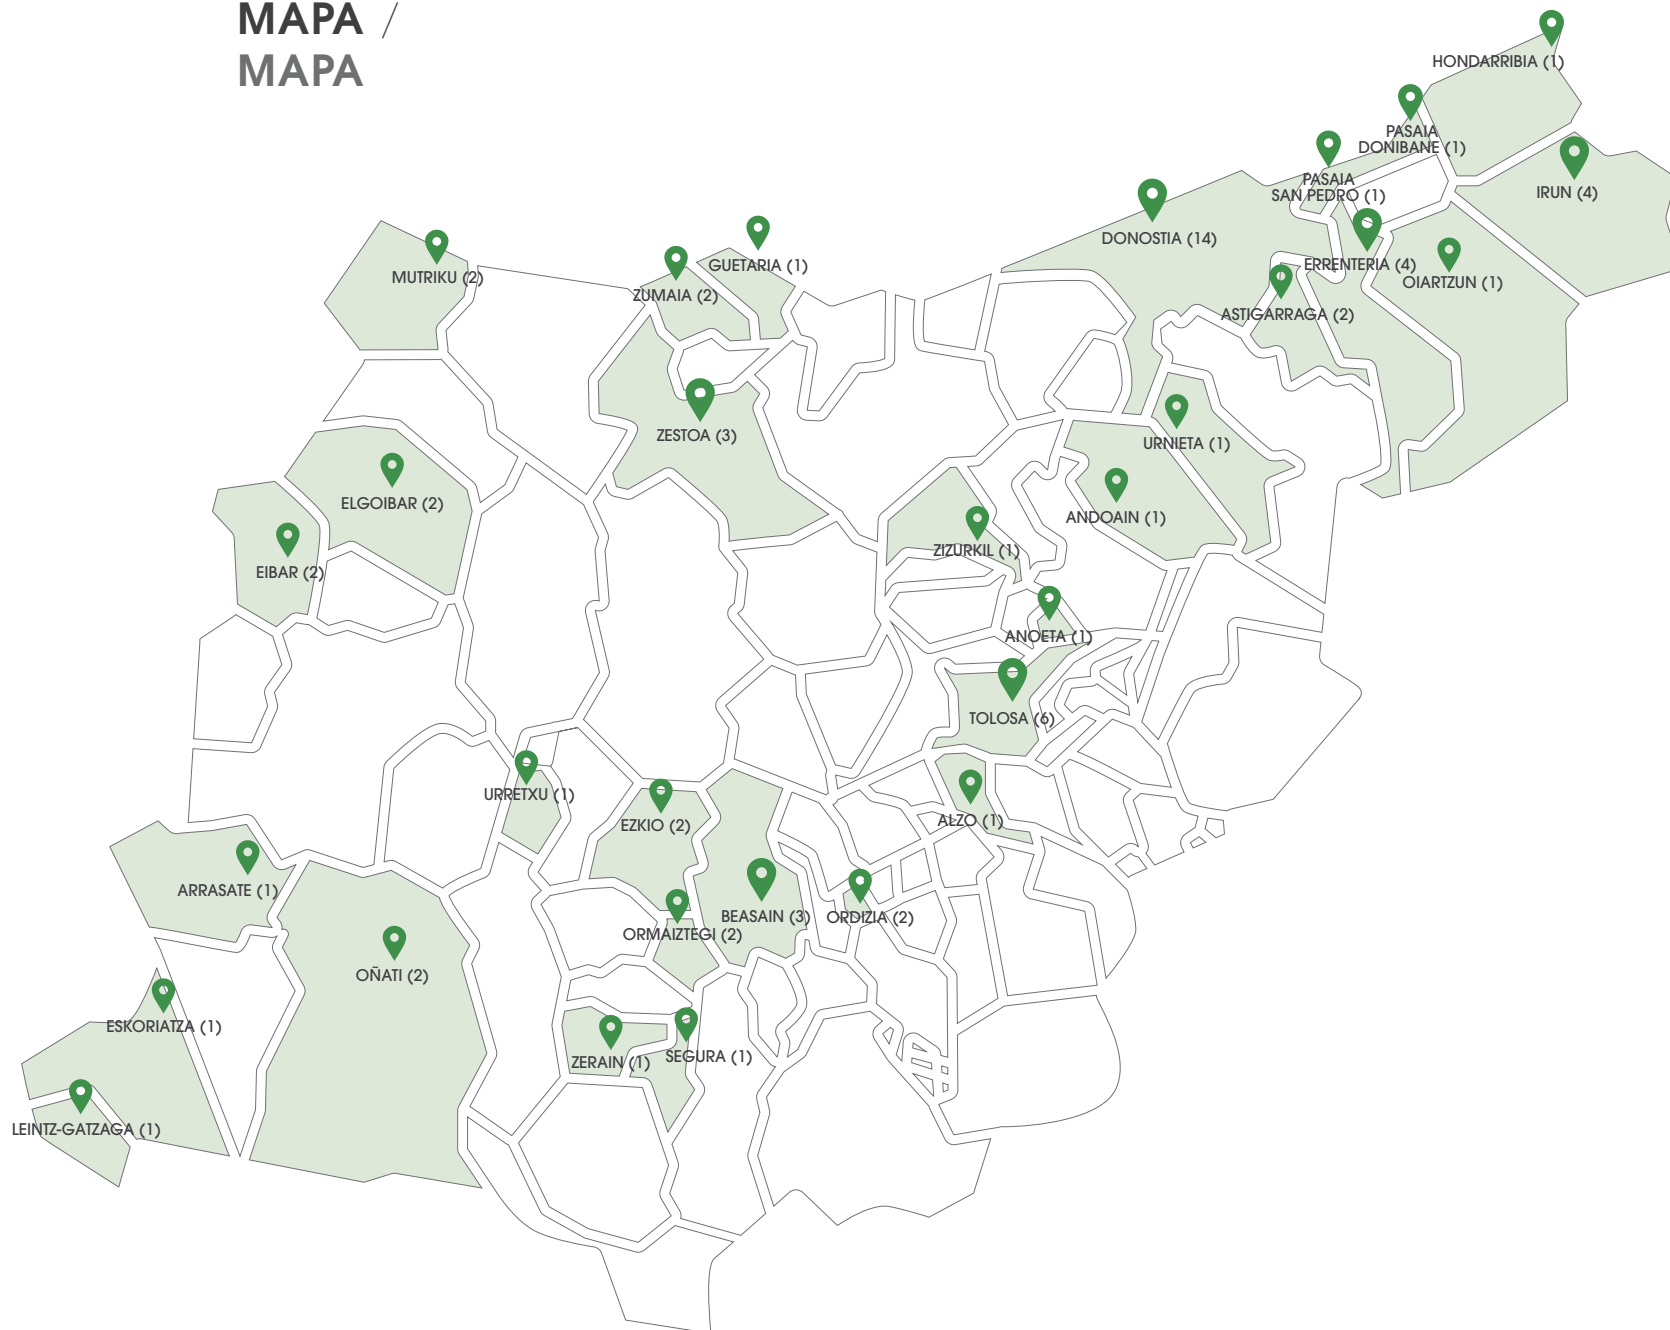 MAPA /
MAPA
HONDARRIBIA (1)
PASAIA
DONIBANE (1)
PASAIA
SAN PEDRO (1)
IRUN (4)
DONOSTIA (14)
ERRENTERIA (4)
OIARTZUN (1)
GUETARIA (1)
MUTRIKU (2)
ZUMAIA (2)
ASTIGARRAGA (2)
ZESTOA (3)
URNIETA (1)
ELGOIBAR (2)
ANDOAIN (1)
ZIZURKIL (1)
EIBAR (2)
ANOETA (1)
TOLOSA (6)
URRETXU (1)
EZKIO (2)
ALZO (1)
ARRASATE (1)
BEASAIN (3)
ORDIZIA (2)
ORMAIZTEGI (2)
OÑATI (2)
ESKORIATZA (1)
ZERAIN (1)
SEGURA (1)
LEINTZ-GATZAGA (1)